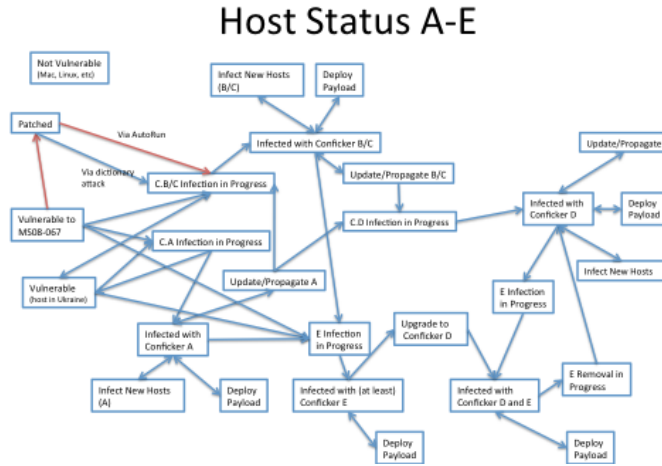 Host Status A-E
Not Vulnerable
(Mac, Linux, etc)
Infect New Hosts
(B/C)
Deploy
Payload
Patched
Via AutoRun
Infected with Conficker B/C
Update/Propagate
Via dictionary
attack
C.B/C Infection in Progress
Update/Propagate B/C
Infected with
Conficker D
Deploy
Payload
Vulnerable to
MS08-067
C.D Infection in Progress
C.A Infection in Progress
Vulnerable
(host in Ukraine)
Update/Propagate A
Infect New Hosts
E Infection
in Progress
Infected with
Conficker A
E Infection in
Progress
Upgrade to
Conficker D
E Removal in
Progress
Infect New Hosts
(A)
Deploy
Payload
Infected with (at least)
Conficker E
Infected with
Conficker D and E
Deploy
Payload
Deploy
Payload